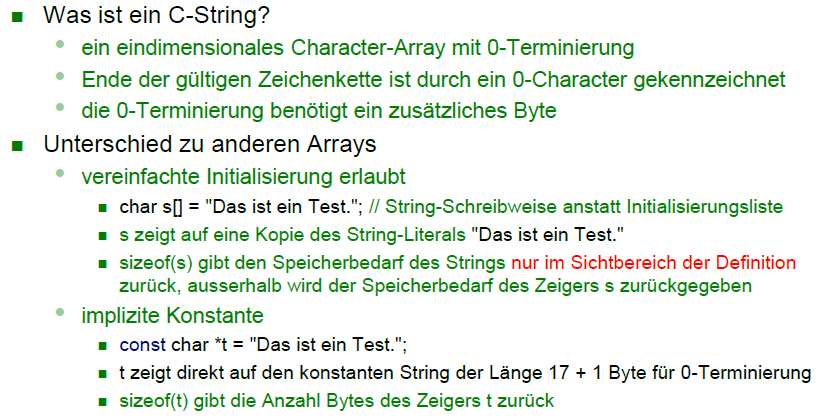 Was ist ein C-String?
ein eindimensionales Character-Array mit 0-Terminierung
Ende der gültigen Zeichenkette ist durch ein 0-Character gekennzeichnet
die 0-Terminierung benötigt ein zusätzliches Byte
Unterschied zu anderen Arrays
vereinfachte Initialisierung erlaubt
char s[] = "Das ist ein Test."; // String-Schreibweise anstatt Initialisierungsliste
s zeigt auf eine Kopie des String-Literals "Das ist ein Test."
sizeof(s) gibt den Speicherbedarf des Strings nur im Sichtbereich der Definition
zurück, ausserhalb wird der Speicherbedarf des Zeigers s zurückgegeben
implizite Konstante
const char *t = "Das ist ein Test.";
t zeigt direkt auf den konstanten String der Länge 17 + 1 Byte für 0-Terminierung
sizeof(t) gibt die Anzahl Bytes des Zeigers t zurück